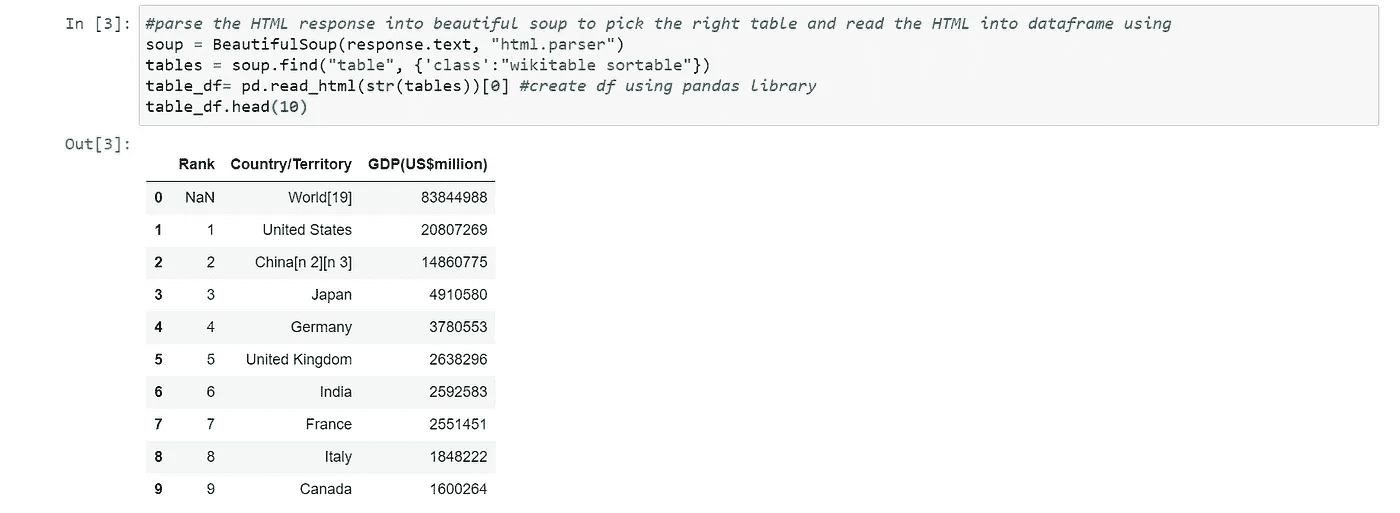 In [3]: #parse the HTML response into beautiful soup to pick the right table and read the HTML into dataframe using
soup = BeautifulSoup(response.text, "html.parser")
tables = soup.find("table", {'class':"wikitable sortable"})
table_df= pd.read_html(str(tables))[0] #create df using pandas library
table_df.head(10)
Out[3]:
Rank Country/Territory GDP(US$million)
0 NaN World[19] 83844988
1 1 United States 20807269
2 2 China[n 2][n 3] 14860775
3 3 Japan 4910580
4 4 Germany 3780553
5 5 United Kingdom 2638296
6 6 India 2592583
7 7 France 2551451
8 8 Italy 1848222
9 9 Canada 1600264